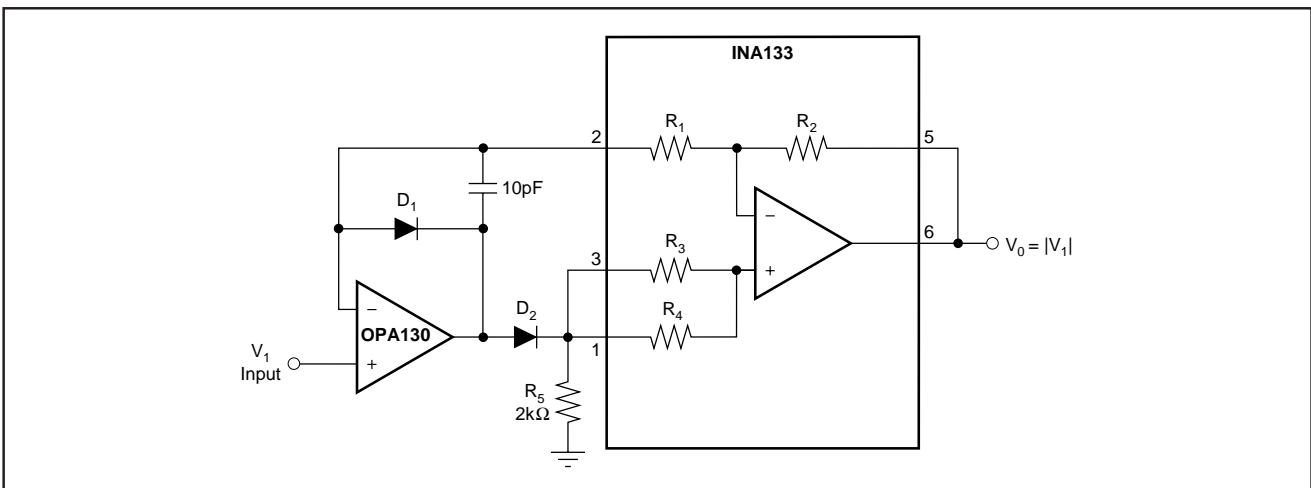 INA133
R1
R2
2
5
10pF
D1
R3
3
6
V0 = |V1|
–
+
D2
R4
–
OPA130
+
1
V1
Input
R5
2kΩ